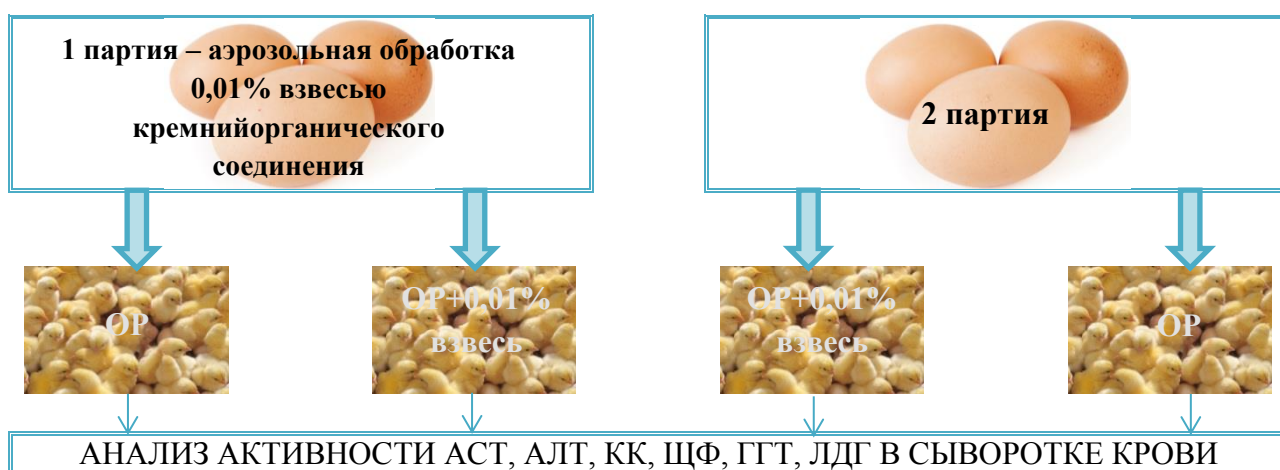 1 партия – аэрозольная обработка
0,01% взвесью
кремнийорганического
соединения
2 партия
ОР
ОР+0,01%
взвесь
ОР+0,01%
взвесь
ОР
АНАЛИЗ АКТИВНОСТИ АСТ, АЛТ, КК, ЩФ, ГГТ, ЛДГ В СЫВОРОТКЕ КРОВИ